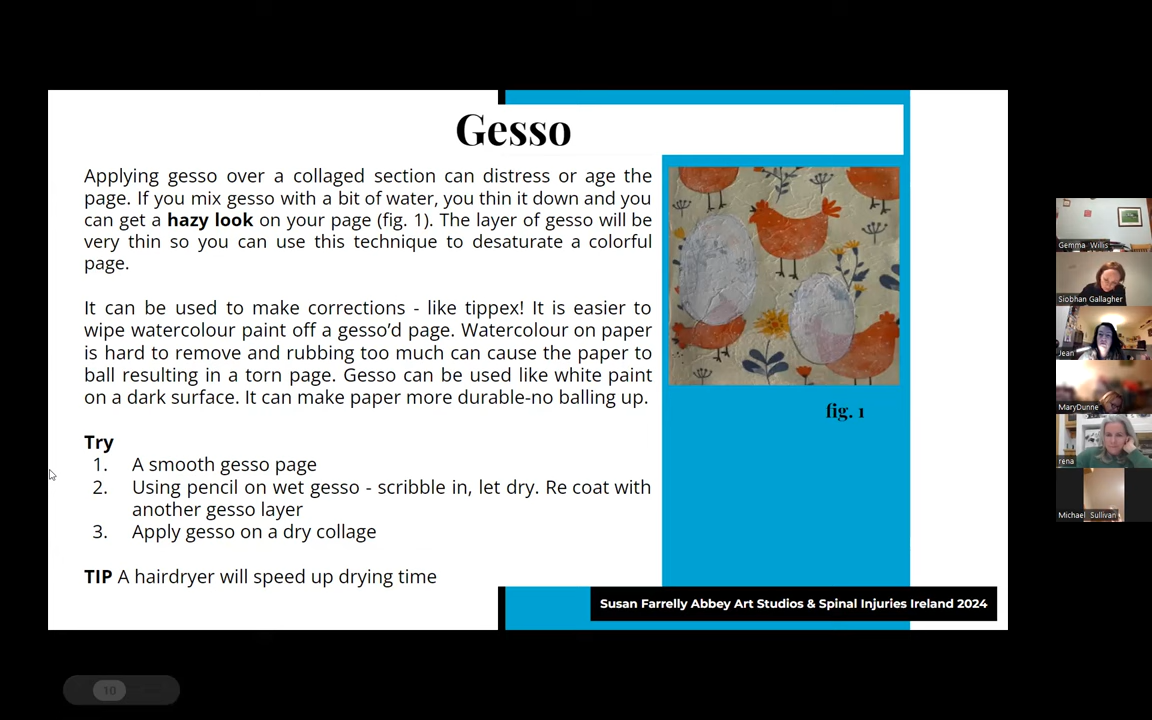 Gesso
Applying gesso over a collaged section can distress or age the
page. If you mix gesso with a bit of water, you thin it down and you
can get a hazy look on your page (fig. 1). The layer of gesso will be
very thin so you can use this technique to desaturate a colorful
page.
It can be used to make corrections - like tippex! It is easier to
wipe watercolour paint off a gesso’d page. Watercolour on paper
is hard to remove and rubbing too much can cause the paper to
ball resulting in a torn page. Gesso can be used like white paint
on a dark surface. It can make paper more durable-no balling up.
Try
1. A smooth gesso page
2. Using pencil on wet gesso - scribble in, let dry. Re coat with
another gesso layer
3. Apply gesso on a dry collage
TIP A hairdryer will speed up drying time
fig. 1
Susan Farrelly Abbey Art Studios & Spinal Injuries Ireland 2024
10
Gemma Willis
Siobhan Gallagher
Jean
MaryDunne
rena
Michael Sullivan